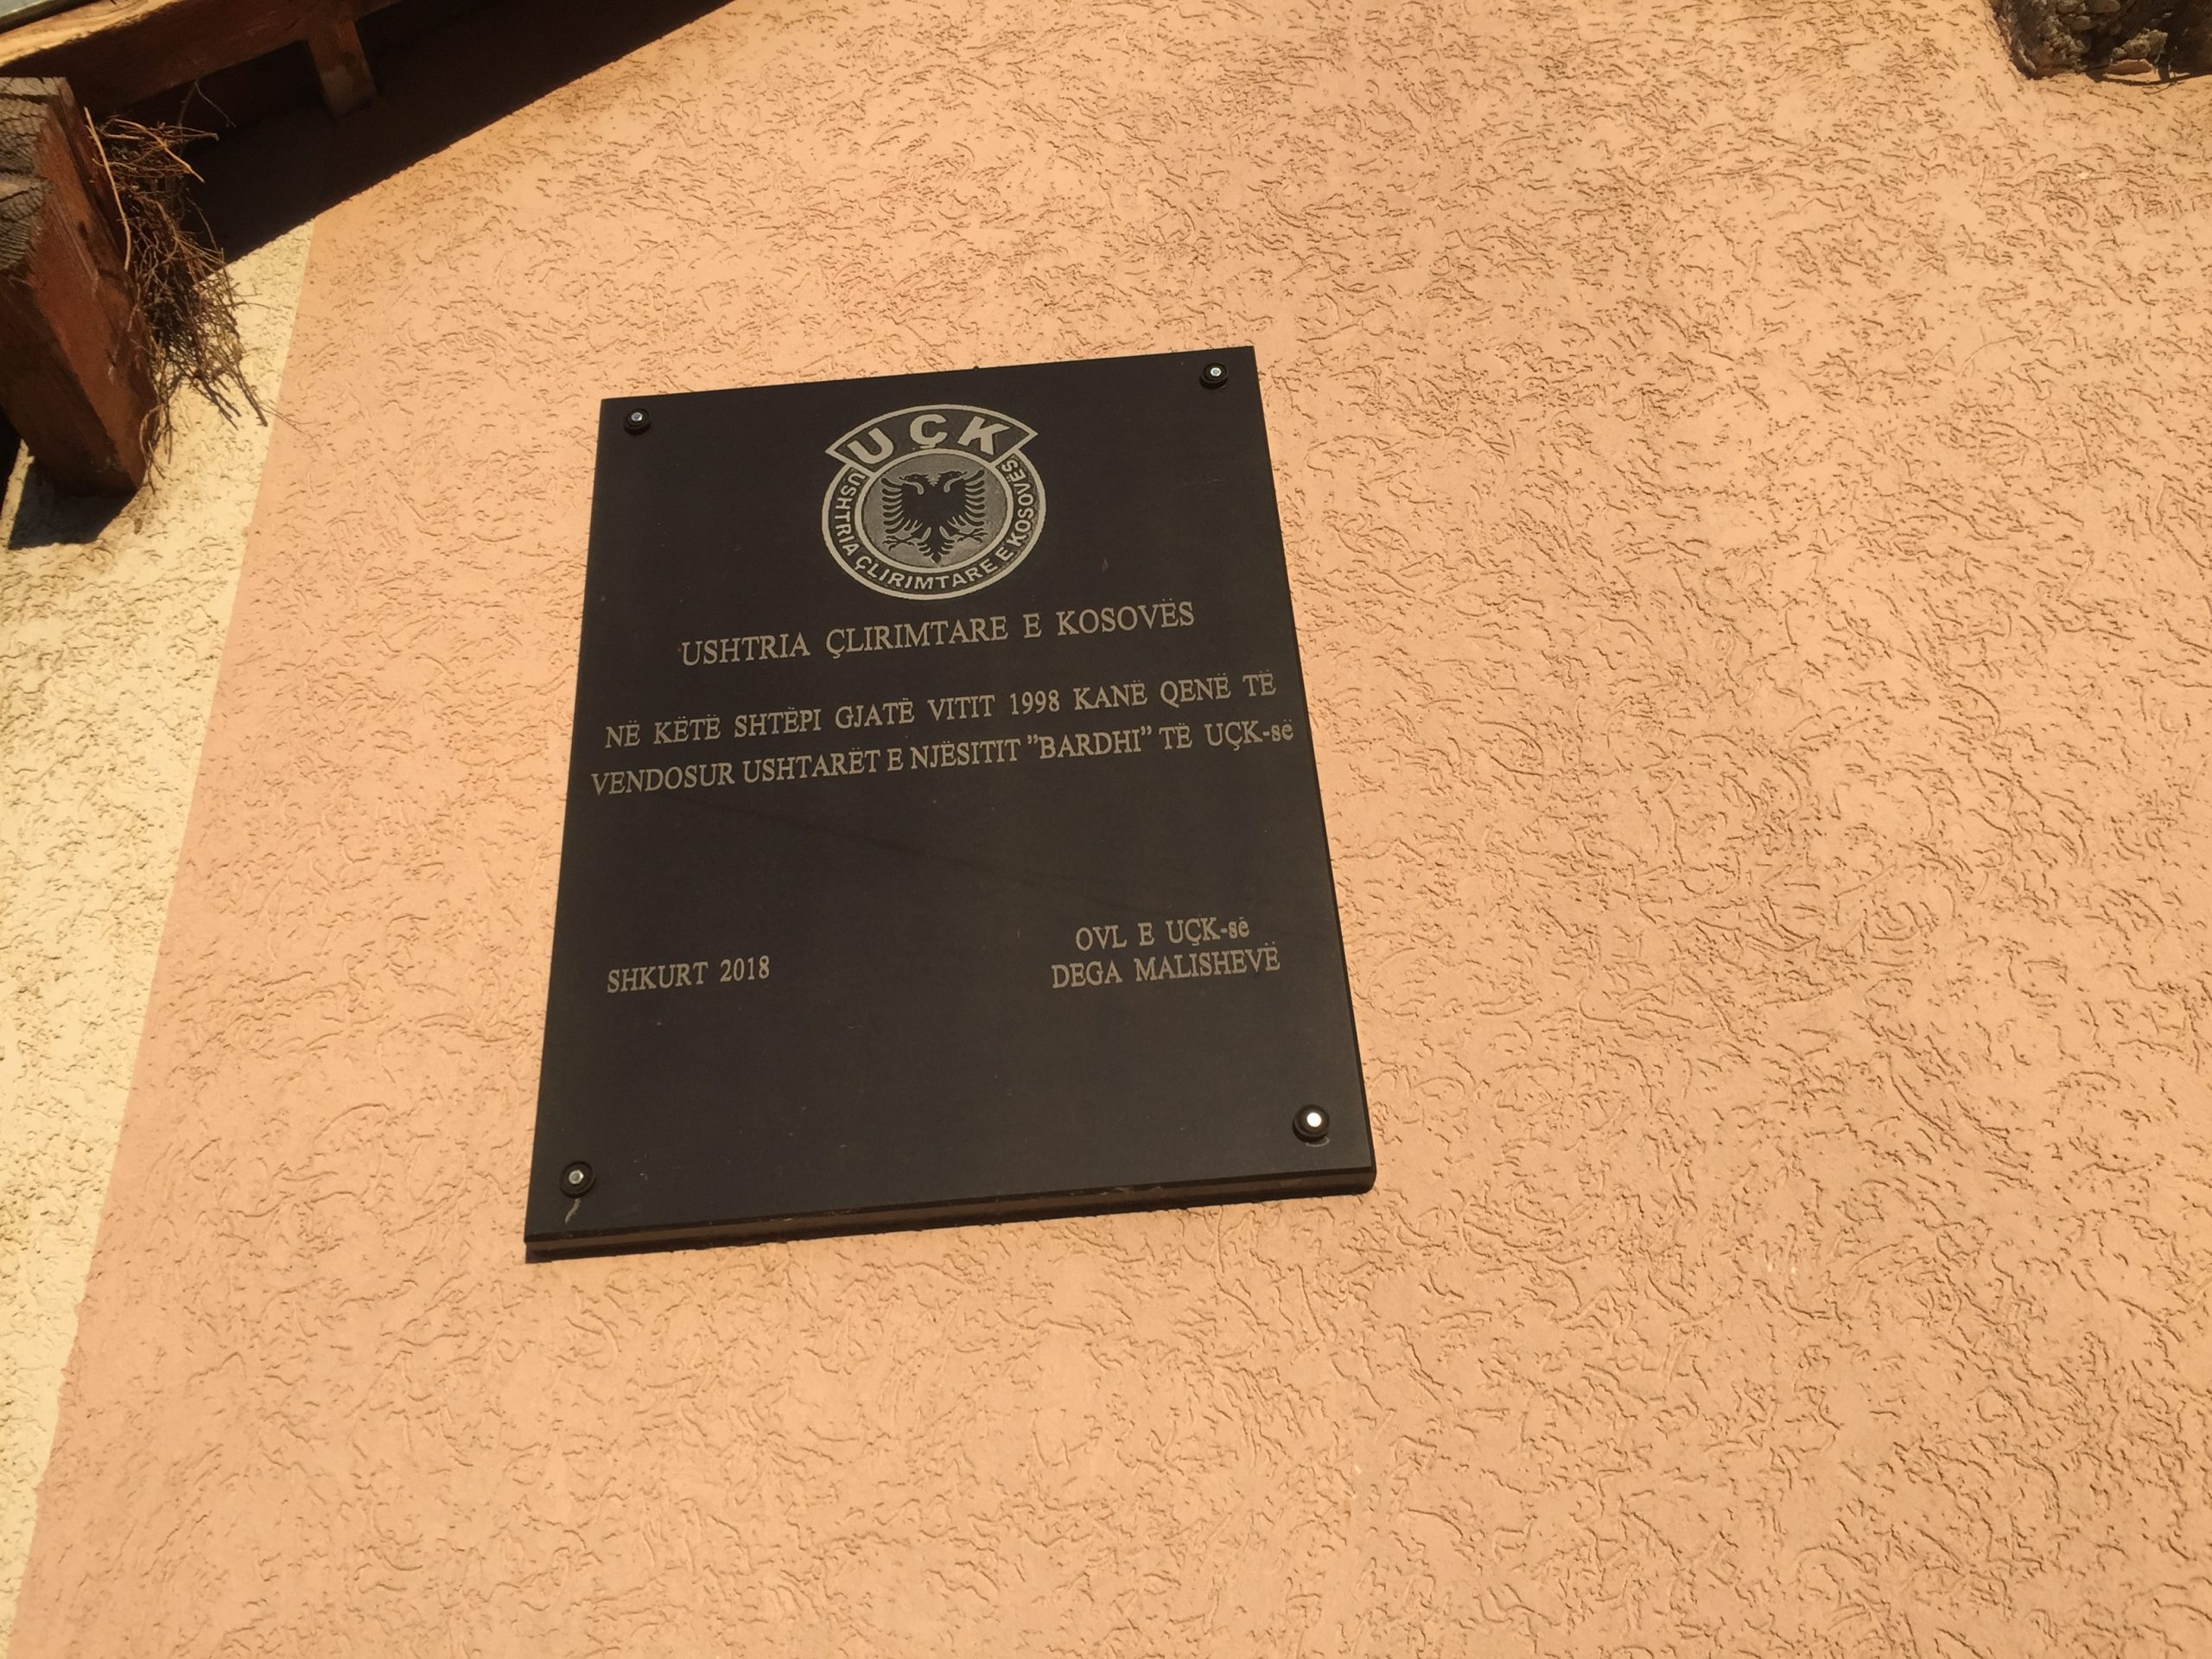 UÇK
USHTRIA ÇLIRIMTARE E KOSOVËS
USHTRIA ÇLIRIMTARE E KOSOVËS
NË KËTË SHTËPI GJATË VITIT 1998 KANË QENË TË
VENDOSUR USHTARËT E NJËSITIT "BARDHI" TË UÇK-së
OVL E UÇK-së
SHKURT 2018 DEGA MALISHEVË